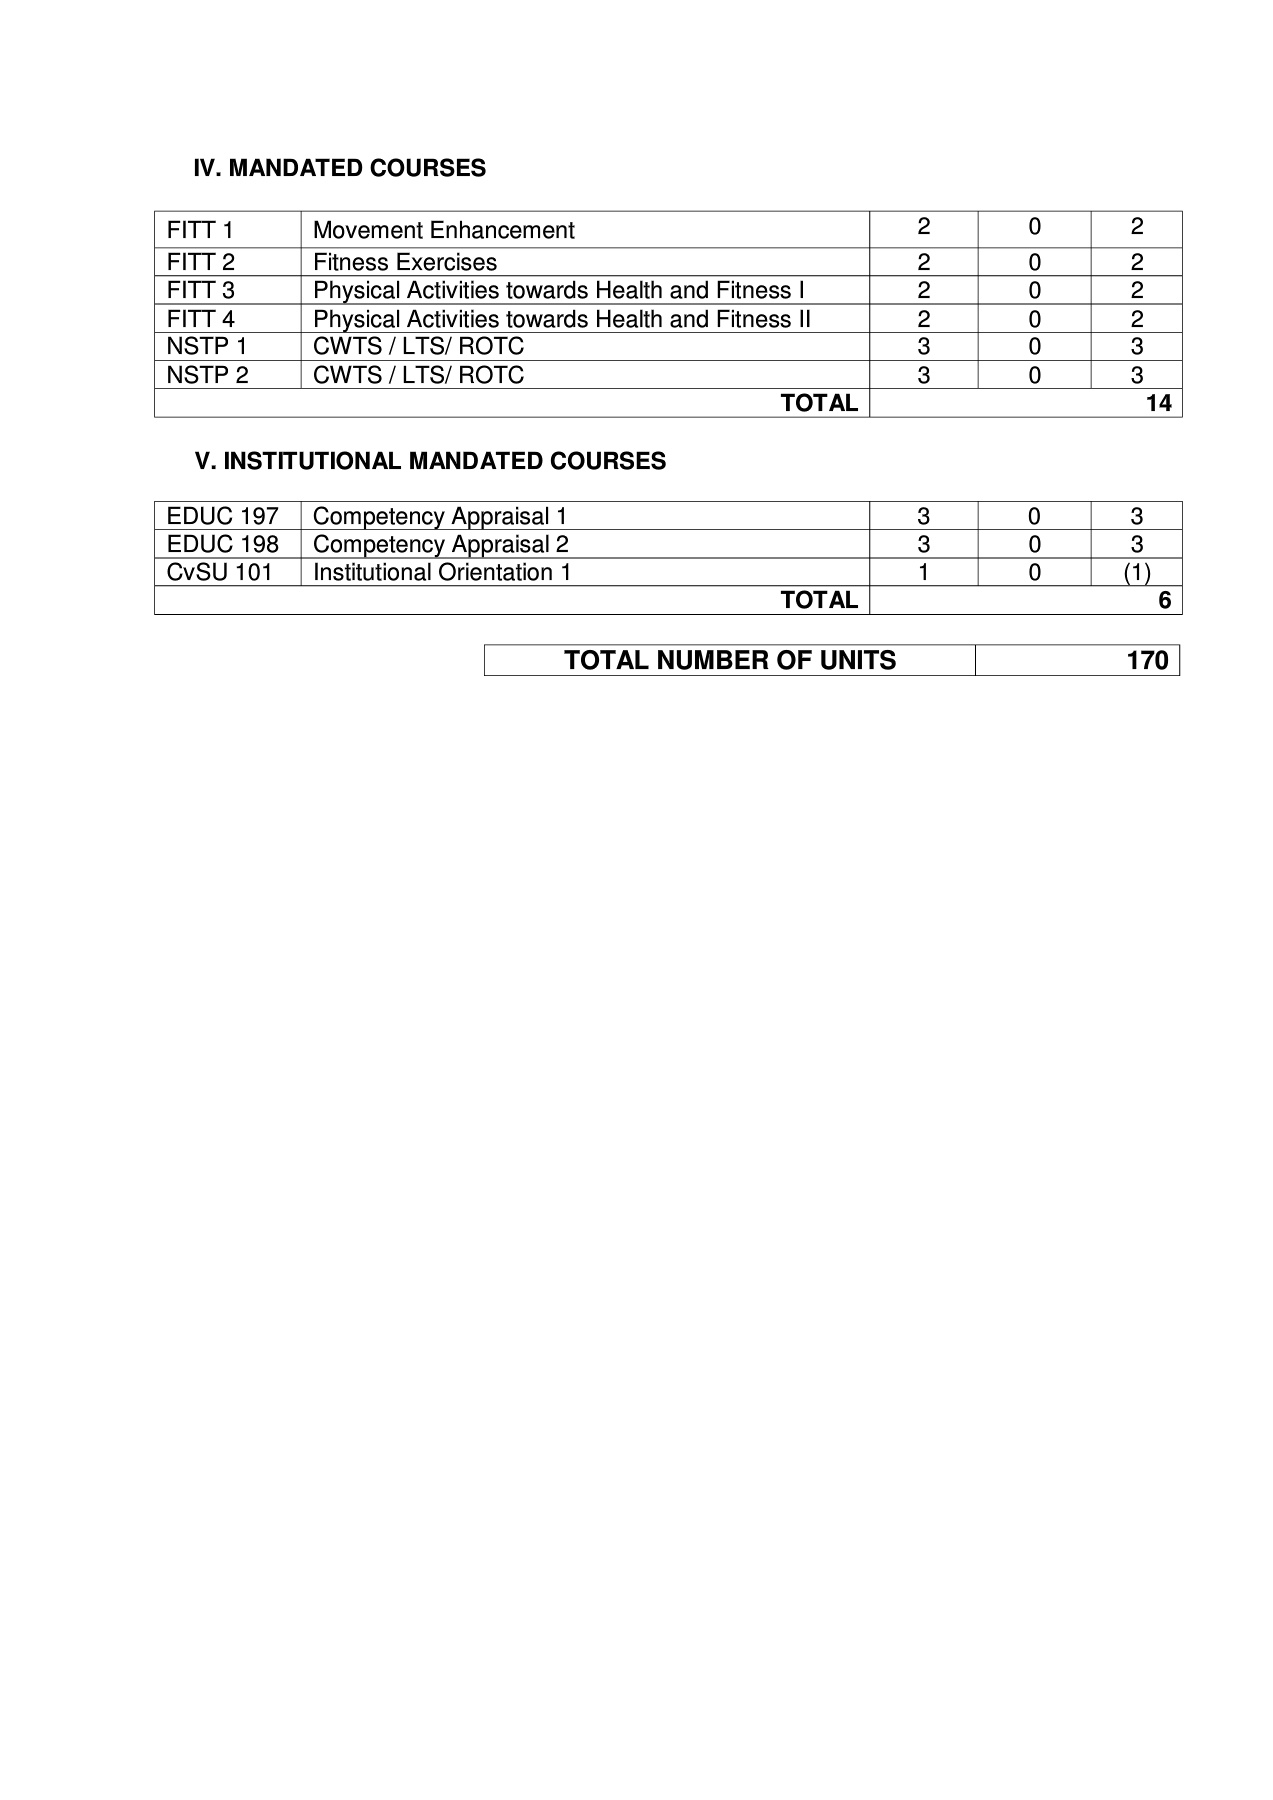 IV. MANDATED COURSES
FITT 1 Movement Enhancement 2 0 2
FITT 2 Fitness Exercises 2 0 2
FITT 3 Physical Activities towards Health and Fitness I 2 0 2
FITT 4 Physical Activities towards Health and Fitness II 2 0 2
NSTP 1 CWTS / LTS/ ROTC 3 0 3
NSTP 2 CWTS / LTS/ ROTC 3 0 3
TOTAL 14
V. INSTITUTIONAL MANDATED COURSES
EDUC 197 Competency Appraisal 1 3 0 3
EDUC 198 Competency Appraisal 2 3 0 3
CvSU 101 Institutional Orientation 1 1 0 (1)
TOTAL 6
TOTAL NUMBER OF UNITS 170